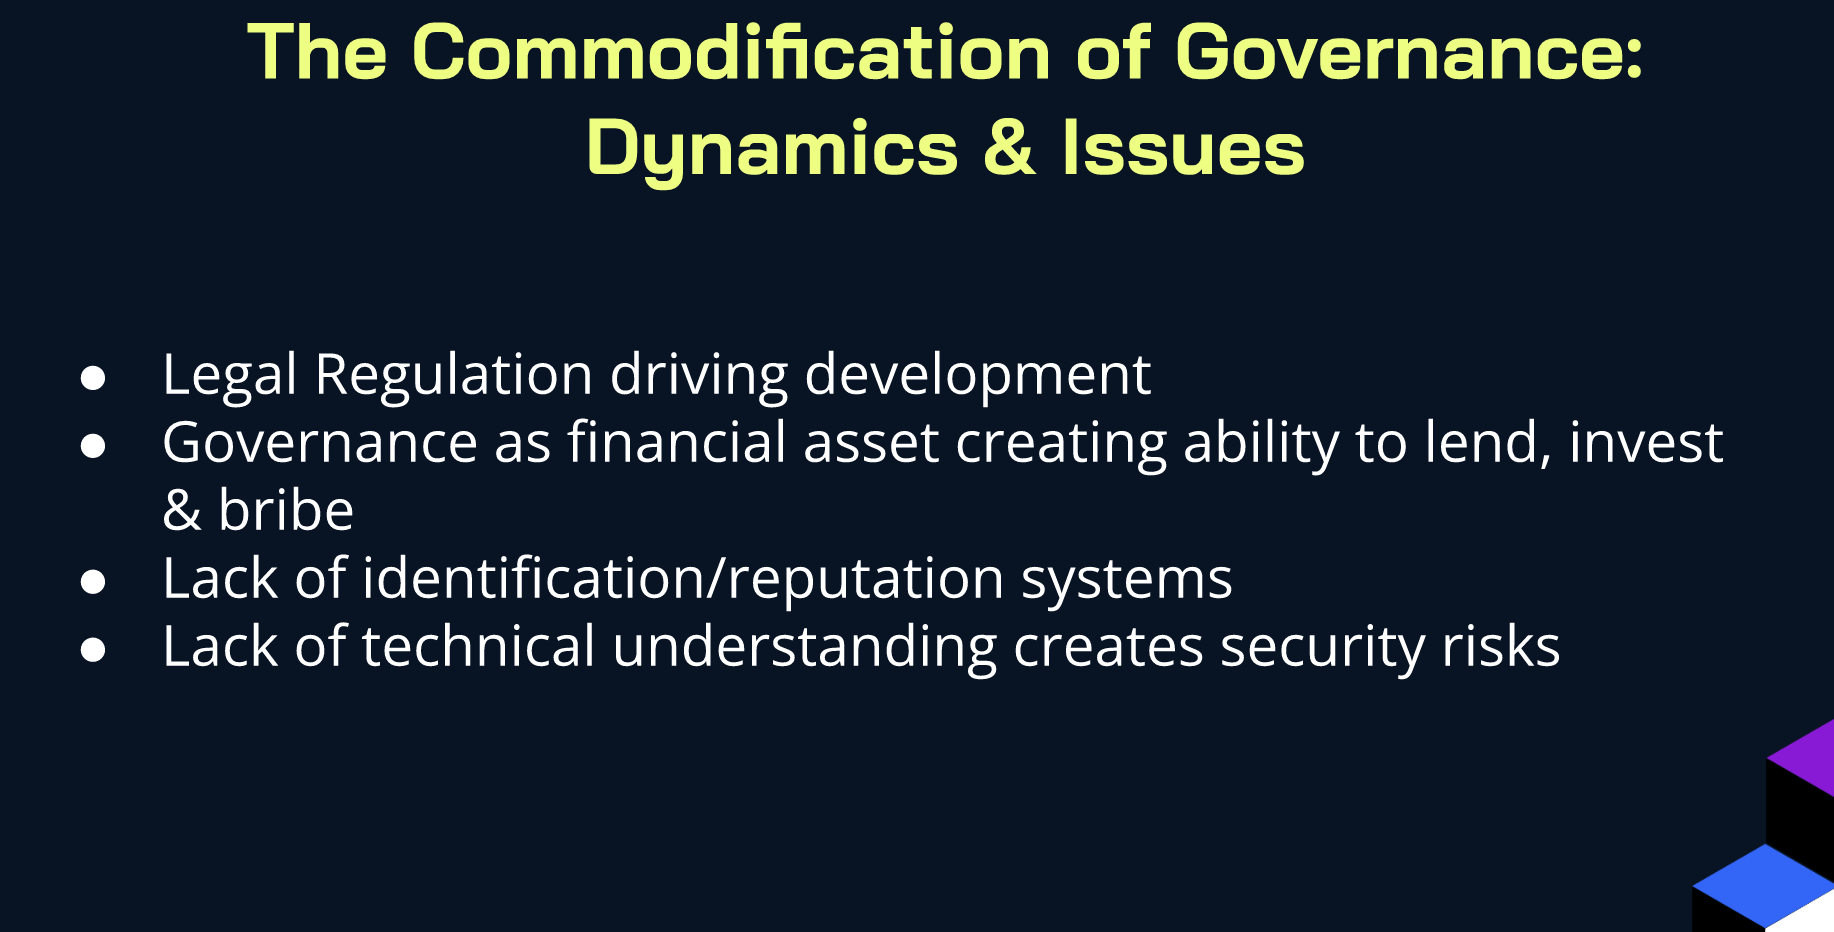 The Commodification of Governance:
Dynamics & Issues
● Legal Regulation driving development
● Governance as financial asset creating ability to lend, invest
& bribe
● Lack of identification/reputation systems
● Lack of technical understanding creates security risks